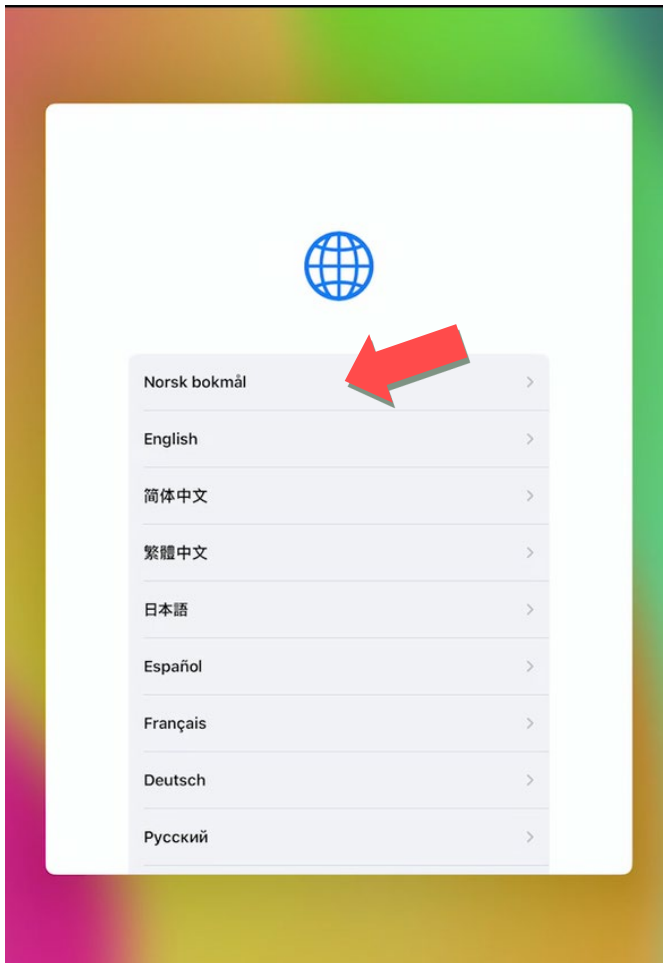 Norsk bokmål
English
简体中文
繁體中文
日本語
Español
Français
Deutsch
Русский